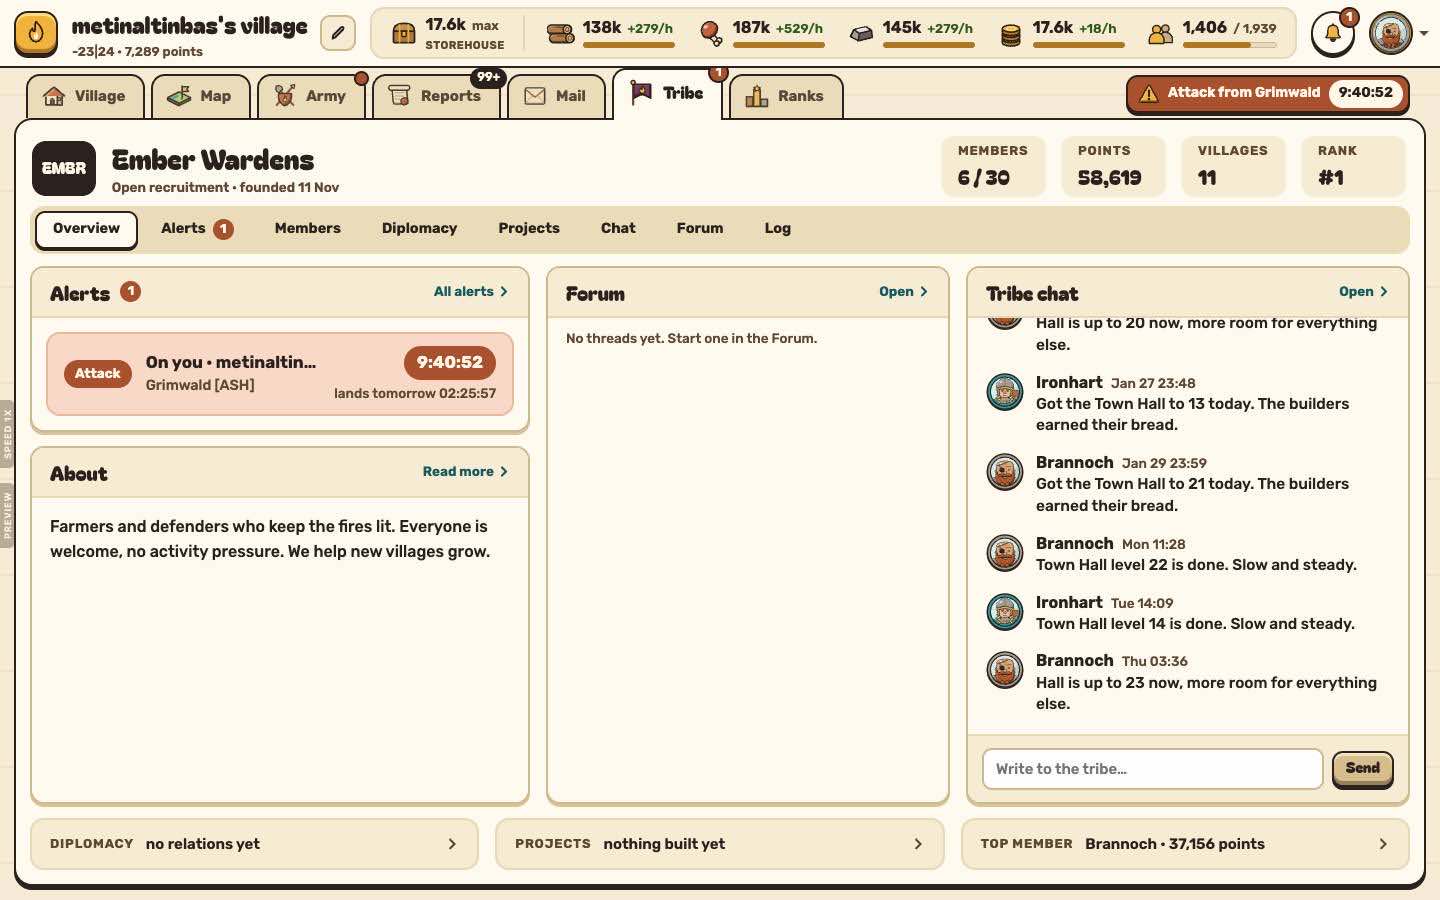 metinaltinbas's village
-23|24 • 7,289 points
17.6k max
STOREHOUSE
138k +279/h
187k +529/h
145k +279/h
17.6k +18/h
1,406 / 1,939
1
Village
Map
Army
Reports
99+
Mail
Tribe
1
Ranks
Attack from Grimwald 9:40:52
EMBR
Ember Wardens
Open recruitment • founded 11 Nov
MEMBERS
6 / 30
POINTS
58,619
VILLAGES
11
RANK
#1
Overview
Alerts 1
Members
Diplomacy
Projects
Chat
Forum
Log
Alerts 1
All alerts
Attack
On you • metinaltin...
Grimwald [ASH]
9:40:52
lands tomorrow 02:25:57
About
Read more
Farmers and defenders who keep the fires lit. Everyone is
welcome, no activity pressure. We help new villages grow.
Forum
Open
No threads yet. Start one in the Forum.
Tribe chat
Open
Hall is up to 20 now, more room for everything
else.
Ironhart Jan 27 23:48
Got the Town Hall to 13 today. The builders
earned their bread.
Brannoch Jan 29 23:59
Got the Town Hall to 21 today. The builders
earned their bread.
Brannoch Mon 11:28
Town Hall level 22 is done. Slow and steady.
Ironhart Tue 14:09
Town Hall level 14 is done. Slow and steady.
Brannoch Thu 03:36
Hall is up to 23 now, more room for everything
else.
Write to the tribe...
Send
DIPLOMACY no relations yet
PROJECTS nothing built yet
TOP MEMBER Brannoch • 37,156 points
SPEED 1X
PREVIEW